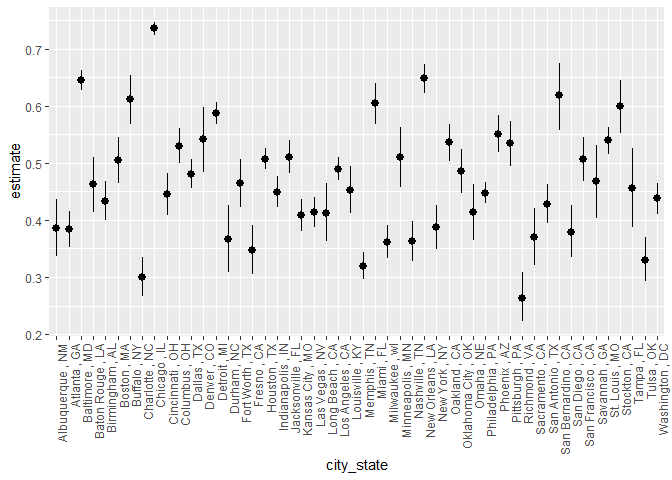 0.7
0.6
0.5
0.4
0.3
0.2
estimate
Albuquerque , NM
Atlanta , GA
Baltimore , MD
Baton Rouge , LA
Birmingham , AL
Boston , MA
Buffalo , NY
Charlotte , NC
Chicago , IL
Cincinnati , OH
Columbus , OH
Dallas , TX
Denver , CO
Detroit , MI
Durham , NC
Fort Worth , TX
Fresno , CA
Houston , TX
Indianapolis , IN
Jacksonville , FL
Kansas City , MO
Las Vegas , NV
Long Beach , CA
Los Angeles , CA
Louisville , KY
Memphis , TN
Miami , FL
Milwaukee , wI
Minneapolis , MN
Nashville , TN
New Orleans , LA
New York , NY
Oakland , CA
Oklahoma City , OK
Omaha , NE
Philadelphia , PA
Phoenix , AZ
Pittsburgh , PA
Richmond , VA
Sacramento , CA
San Antonio , TX
San Bernardino , CA
San Diego , CA
San Francisco , CA
Savannah , GA
St. Louis , MO
Stockton , CA
Tampa , FL
Tulsa , OK
Washington , DC
city_state